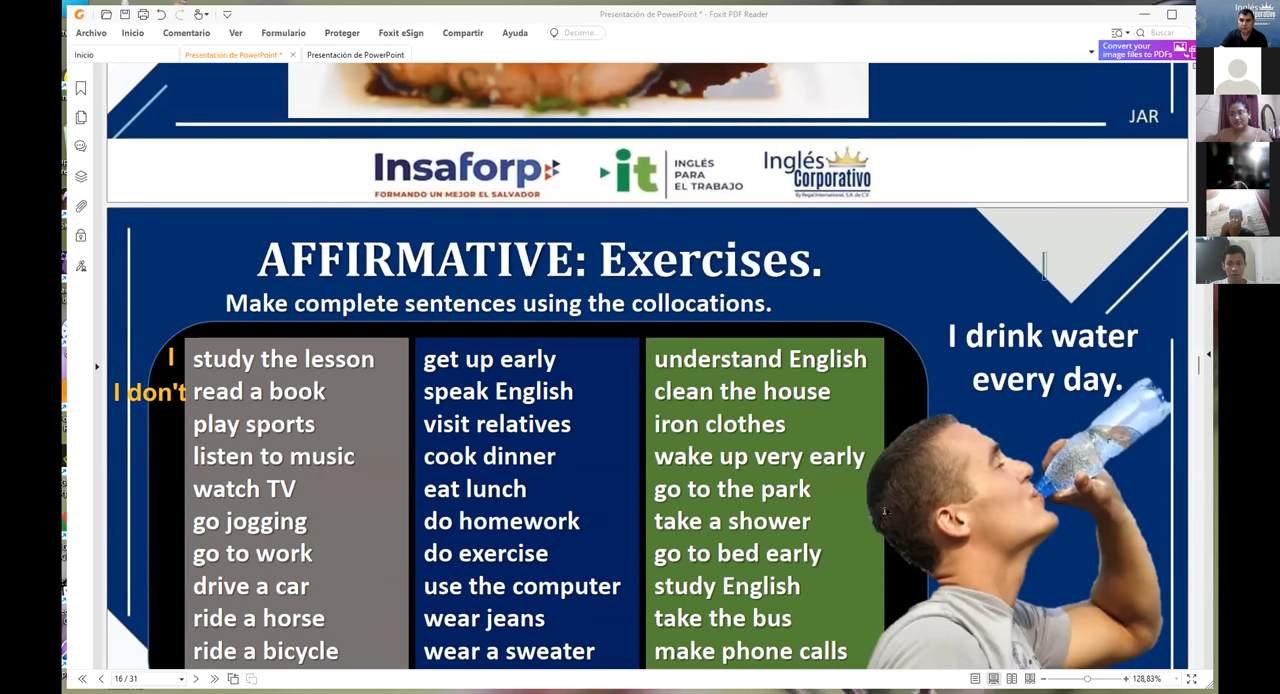 Presentación de PowerPoint * - Foxit PDF Reader
Archivo Inicio Comentario Ver Formulario Proteger Foxit eSign Compartir Ayuda Decirme... Buscar
Inicio Presentación de PowerPoint * Presentación de PowerPoint
Convert your
image files to PDFs
JAR
Insaforp
FORMANDO UN MEJOR EL SALVADOR
it
INGLÉS
PARA
EL TRABAJO
Inglés
Corporativo
By Regal International, S.A. de C.V.
AFFIRMATIVE: Exercises.
Make complete sentences using the collocations.
I drink water
every day.
I
I don't
study the lesson
read a book
play sports
listen to music
watch TV
go jogging
go to work
drive a car
ride a horse
ride a bicycle
get up early
speak English
visit relatives
cook dinner
eat lunch
do homework
do exercise
use the computer
wear jeans
wear a sweater
understand English
clean the house
iron clothes
wake up very early
go to the park
take a shower
go to bed early
study English
take the bus
make phone calls
16 / 31
128,83%